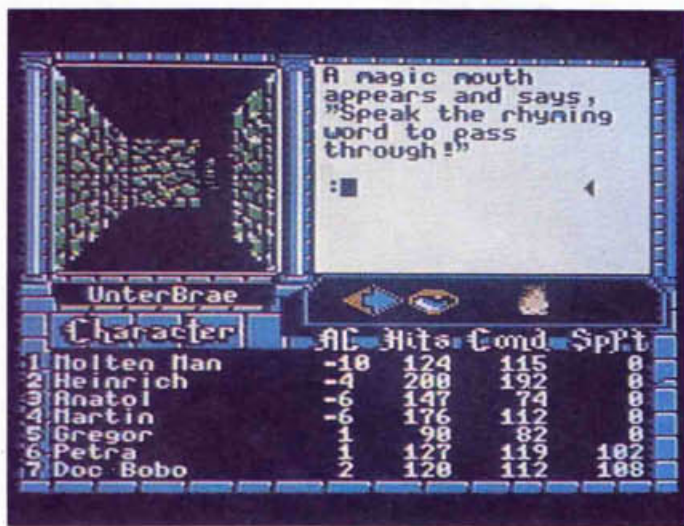 A magic mouth
appears and says,
"Speak the rhyming
word to pass
through!"
:
UnterBrae
Character AC Hits Cond SpPt
1 Molten Man -10 124 115 0
2 Heinrich -4 200 192 0
3 Anatol -6 147 74 0
4 Martin -6 176 112 0
5 Gregor 1 90 82 0
6 Petra 1 127 119 102
7 Doc Bobo 2 120 112 108